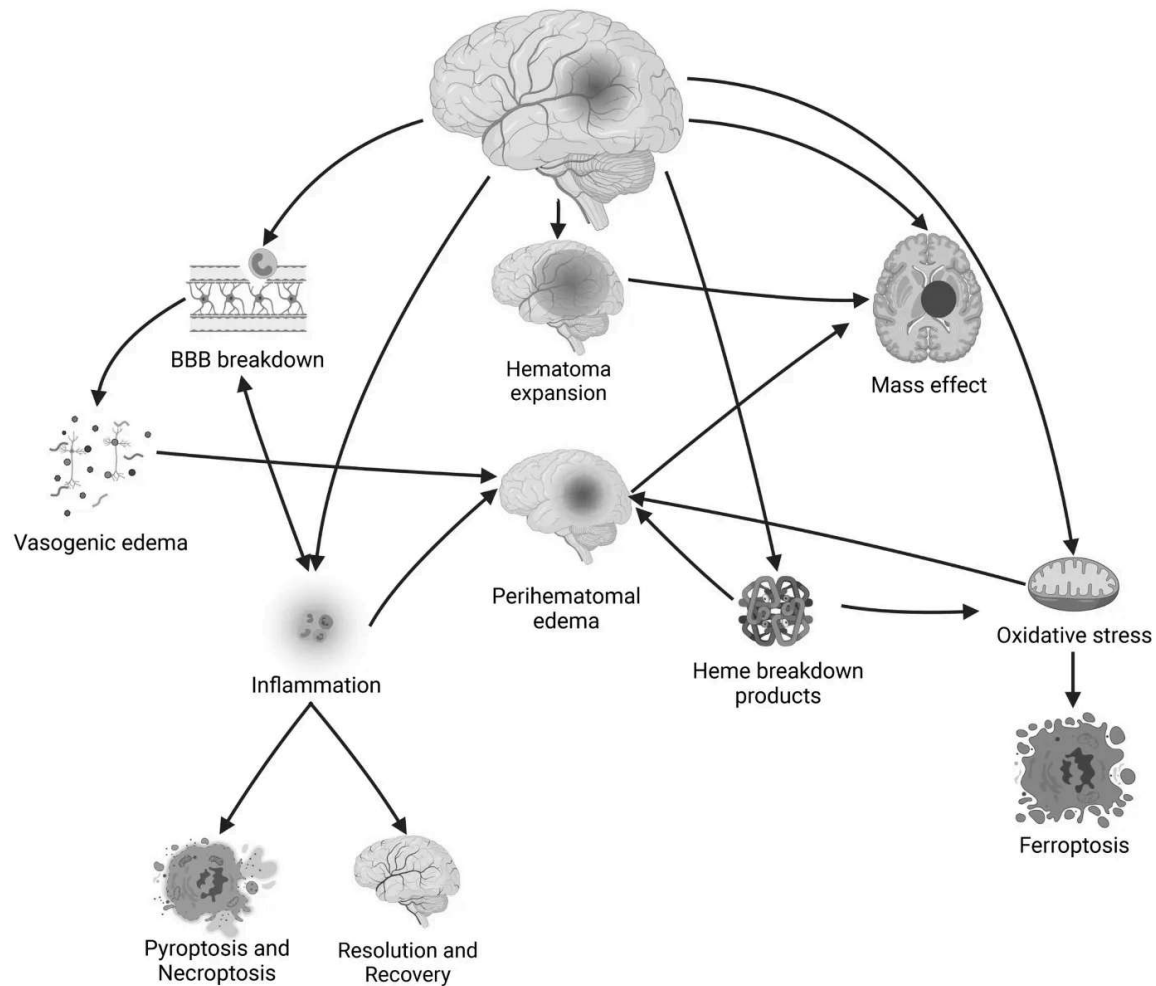 BBB breakdown
Hematoma
expansion
Mass effect
Vasogenic edema
Perihematomal
edema
Heme breakdown
products
Oxidative stress
Inflammation
Ferroptosis
Pyroptosis and
Necroptosis
Resolution and
Recovery